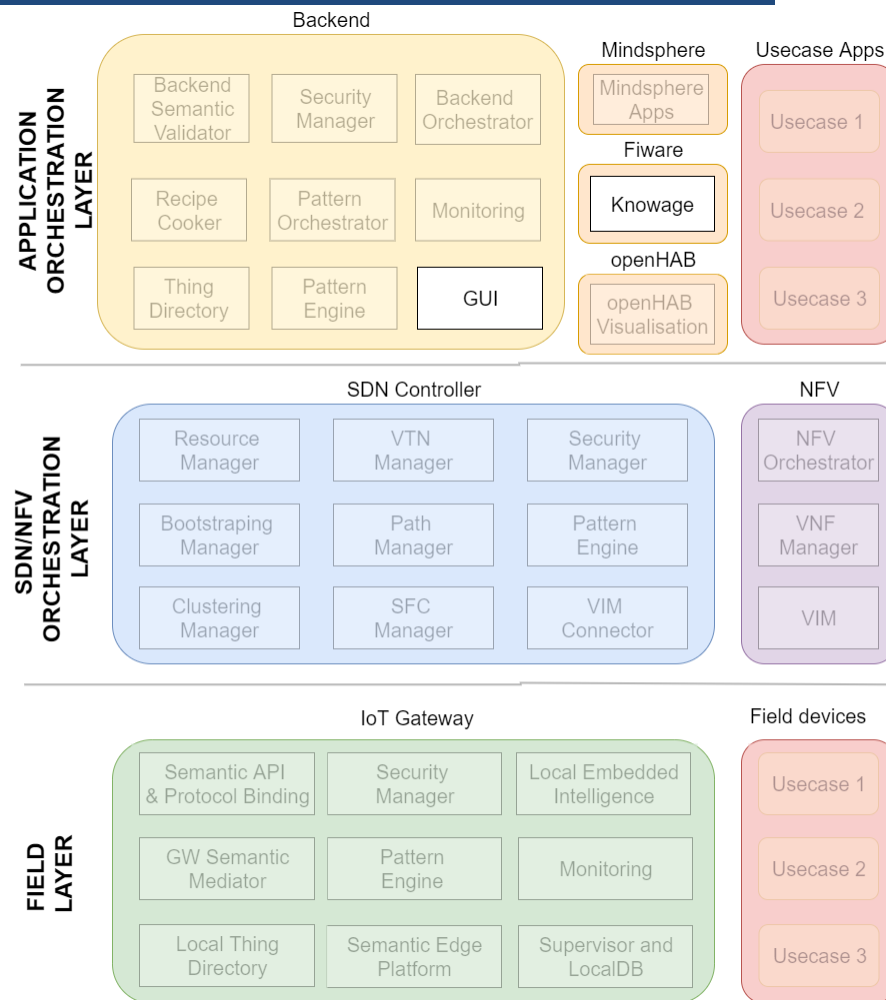 Backend
Mindsphere
Usecase Apps
APPLICATION
ORCHESTRATION
LAYER
Backend
Semantic
Validator
Security
Manager
Backend
Orchestrator
Mindsphere
Apps
Usecase 1
Fiware
Recipe
Cooker
Pattern
Orchestrator
Monitoring
Knowage
Usecase 2
openHAB
Thing
Directory
Pattern
Engine
GUI
openHAB
Visualisation
Usecase 3
SDN Controller
NFV
SDN/NFV
ORCHESTRATION
LAYER
Resource
Manager
VTN
Manager
Security
Manager
NFV
Orchestrator
Bootstraping
Manager
Path
Manager
Pattern
Engine
VNF
Manager
Clustering
Manager
SFC
Manager
VIM
Connector
VIM
IoT Gateway
Field devices
FIELD
LAYER
Semantic API
& Protocol Binding
Security
Manager
Local Embedded
Intelligence
Usecase 1
GW Semantic
Mediator
Pattern
Engine
Monitoring
Usecase 2
Local Thing
Directory
Semantic Edge
Platform
Supervisor and
LocalDB
Usecase 3